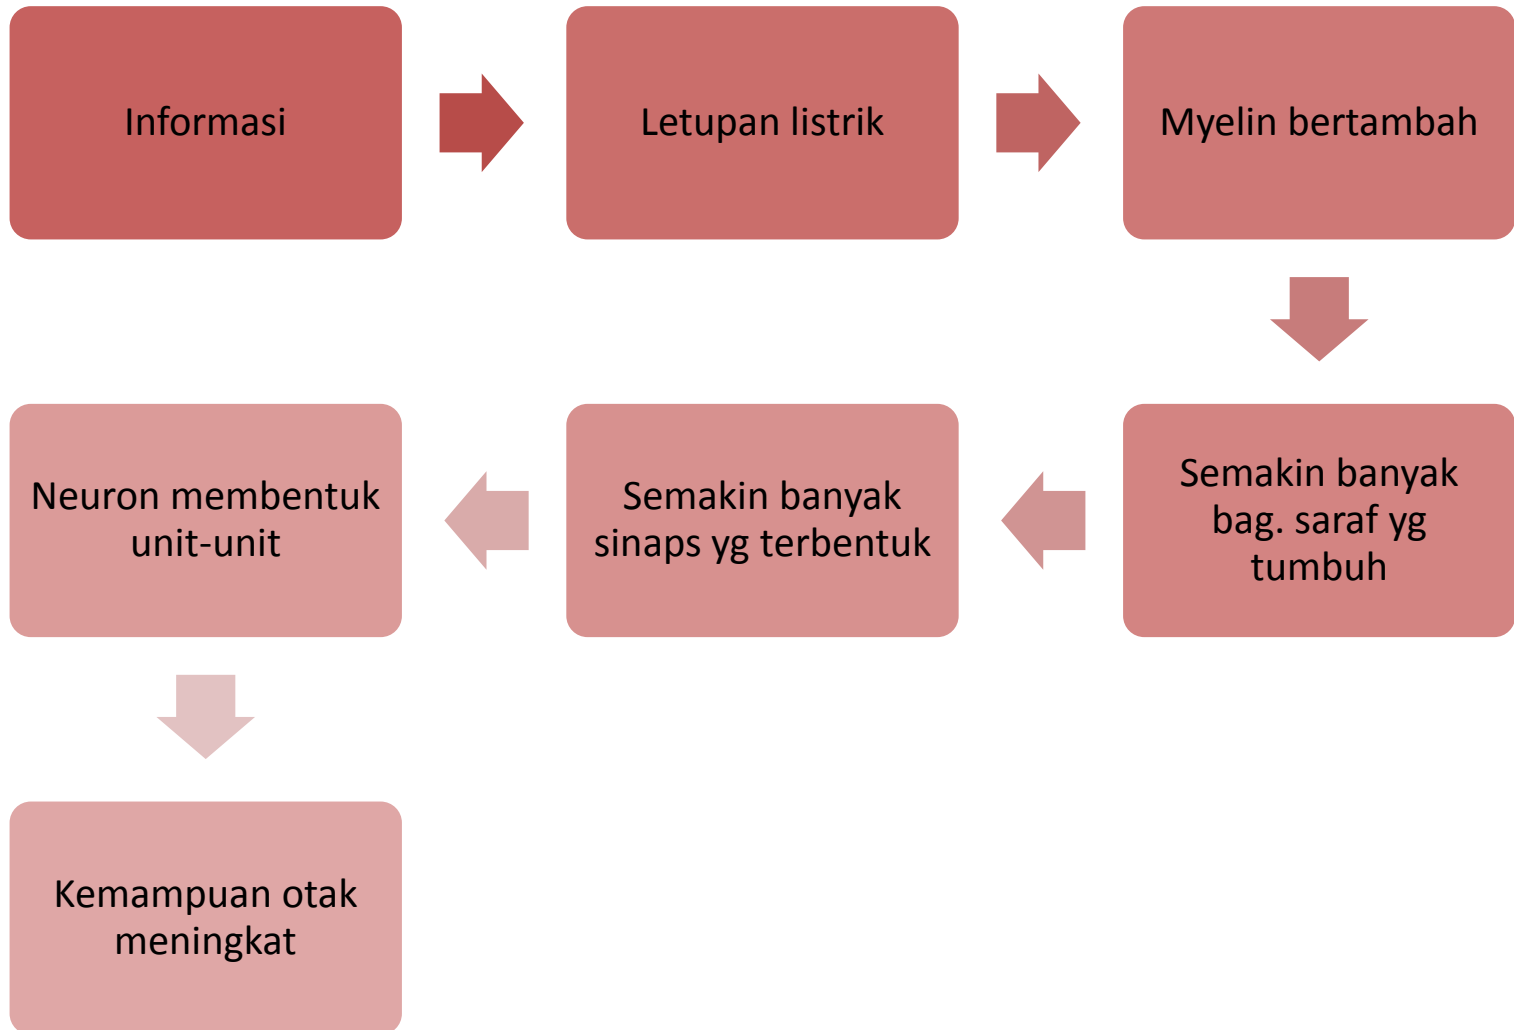 Informasi
Letupan listrik
Myelin bertambah
Semakin banyak
bag. saraf yg
tumbuh
Semakin banyak
sinaps yg terbentuk
Neuron membentuk
unit-unit
Kemampuan otak
meningkat